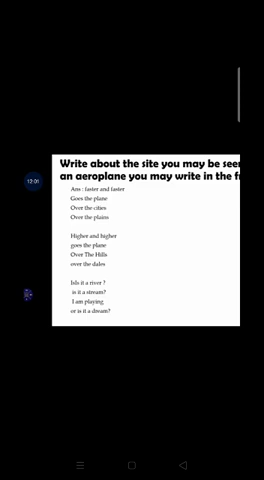 12:01
Write about the site you may be seen
an aeroplane you may write in the
Ans : faster and faster
Goes the plane
Over the cities
Over the plains
Higher and higher
goes the plane
Over The Hills
over the dales
IsIs it a river ?
is it a stream?
I am playing
or is it a dream?